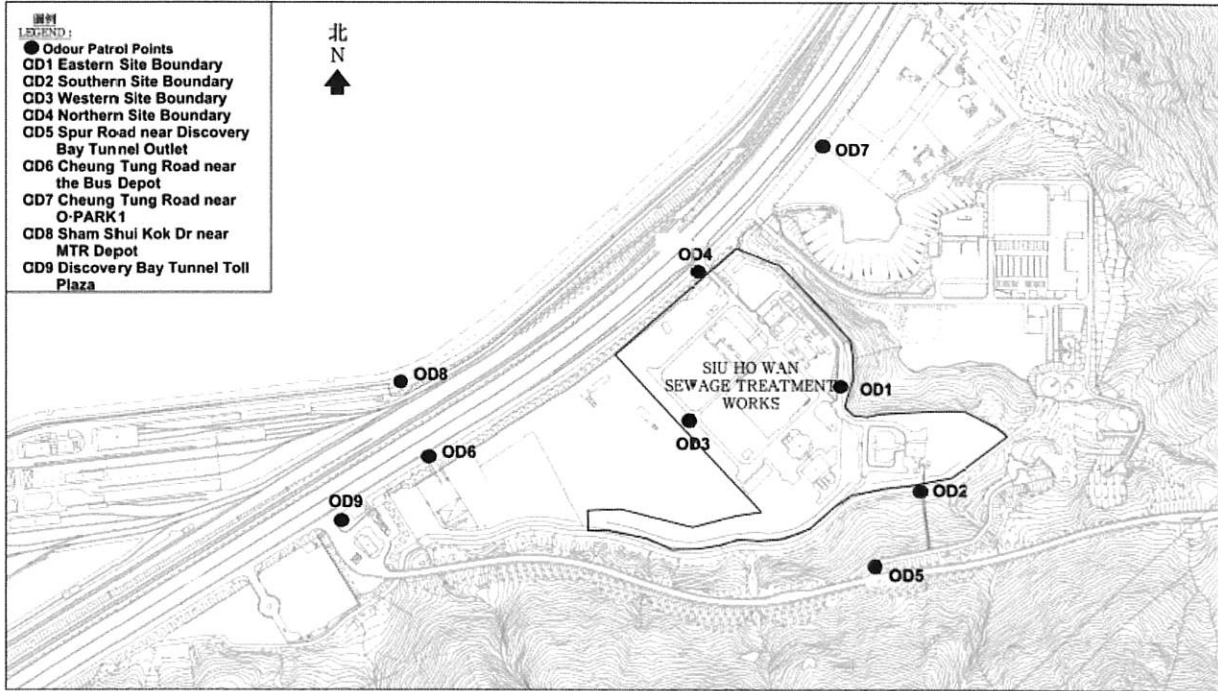 圖例
LEGEND :
Odour Patrol Points
OD1 Eastern Site Boundary
OD2 Southern Site Boundary
OD3 Western Site Boundary
OD4 Northern Site Boundary
OD5 Spur Road near Discovery
Bay Tunnel Outlet
OD6 Cheung Tung Road near
the Bus Depot
OD7 Cheung Tung Road near
O·PARK1
OD8 Sham Shui Kok Dr near
MTR Depot
OD9 Discovery Bay Tunnel Toll
Plaza
北
N
OD7
OD4
OD8
SIU HO WAN
SEWAGE TREATMENT
WORKS
OD1
OD3
OD6
OD2
OD9
OD5